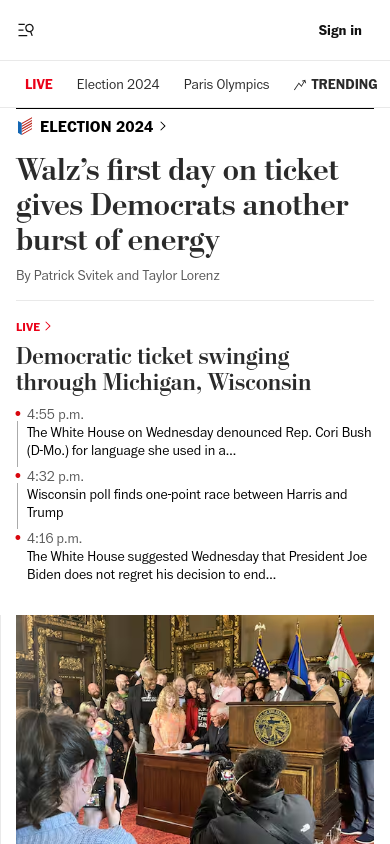 Sign in
LIVE
Election 2024
Paris Olympics
TRENDING
ELECTION 2024
Walz’s first day on ticket
gives Democrats another
burst of energy
By Patrick Svitek and Taylor Lorenz
LIVE
Democratic ticket swinging
through Michigan, Wisconsin
4:55 p.m.
The White House on Wednesday denounced Rep. Cori Bush
(D-Mo.) for language she used in a...
4:32 p.m.
Wisconsin poll finds one-point race between Harris and
Trump
4:16 p.m.
The White House suggested Wednesday that President Joe
Biden does not regret his decision to end...